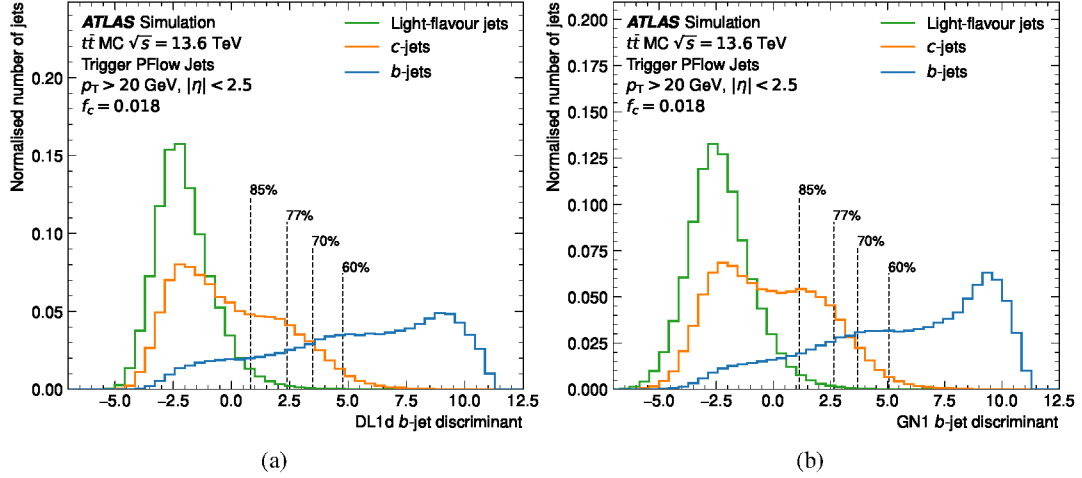 Normalised number of jets
0.20
0.15
0.10
0.05
0.00
ATLAS Simulation
tt̄ MC √s = 13.6 TeV
Trigger PFlow Jets
pT > 20 GeV, |η| < 2.5
fc = 0.018
Light-flavour jets
c-jets
b-jets
85%
77%
70%
60%
−5.0 −2.5 0.0 2.5 5.0 7.5 10.0 12.5
DL1d b-jet discriminant
(a)
Normalised number of jets
0.200
0.175
0.150
0.125
0.100
0.075
0.050
0.025
0.000
ATLAS Simulation
tt̄ MC √s = 13.6 TeV
Trigger PFlow Jets
pT > 20 GeV, |η| < 2.5
fc = 0.018
Light-flavour jets
c-jets
b-jets
85%
77%
70%
60%
−5.0 −2.5 0.0 2.5 5.0 7.5 10.0 12.5
GN1 b-jet discriminant
(b)